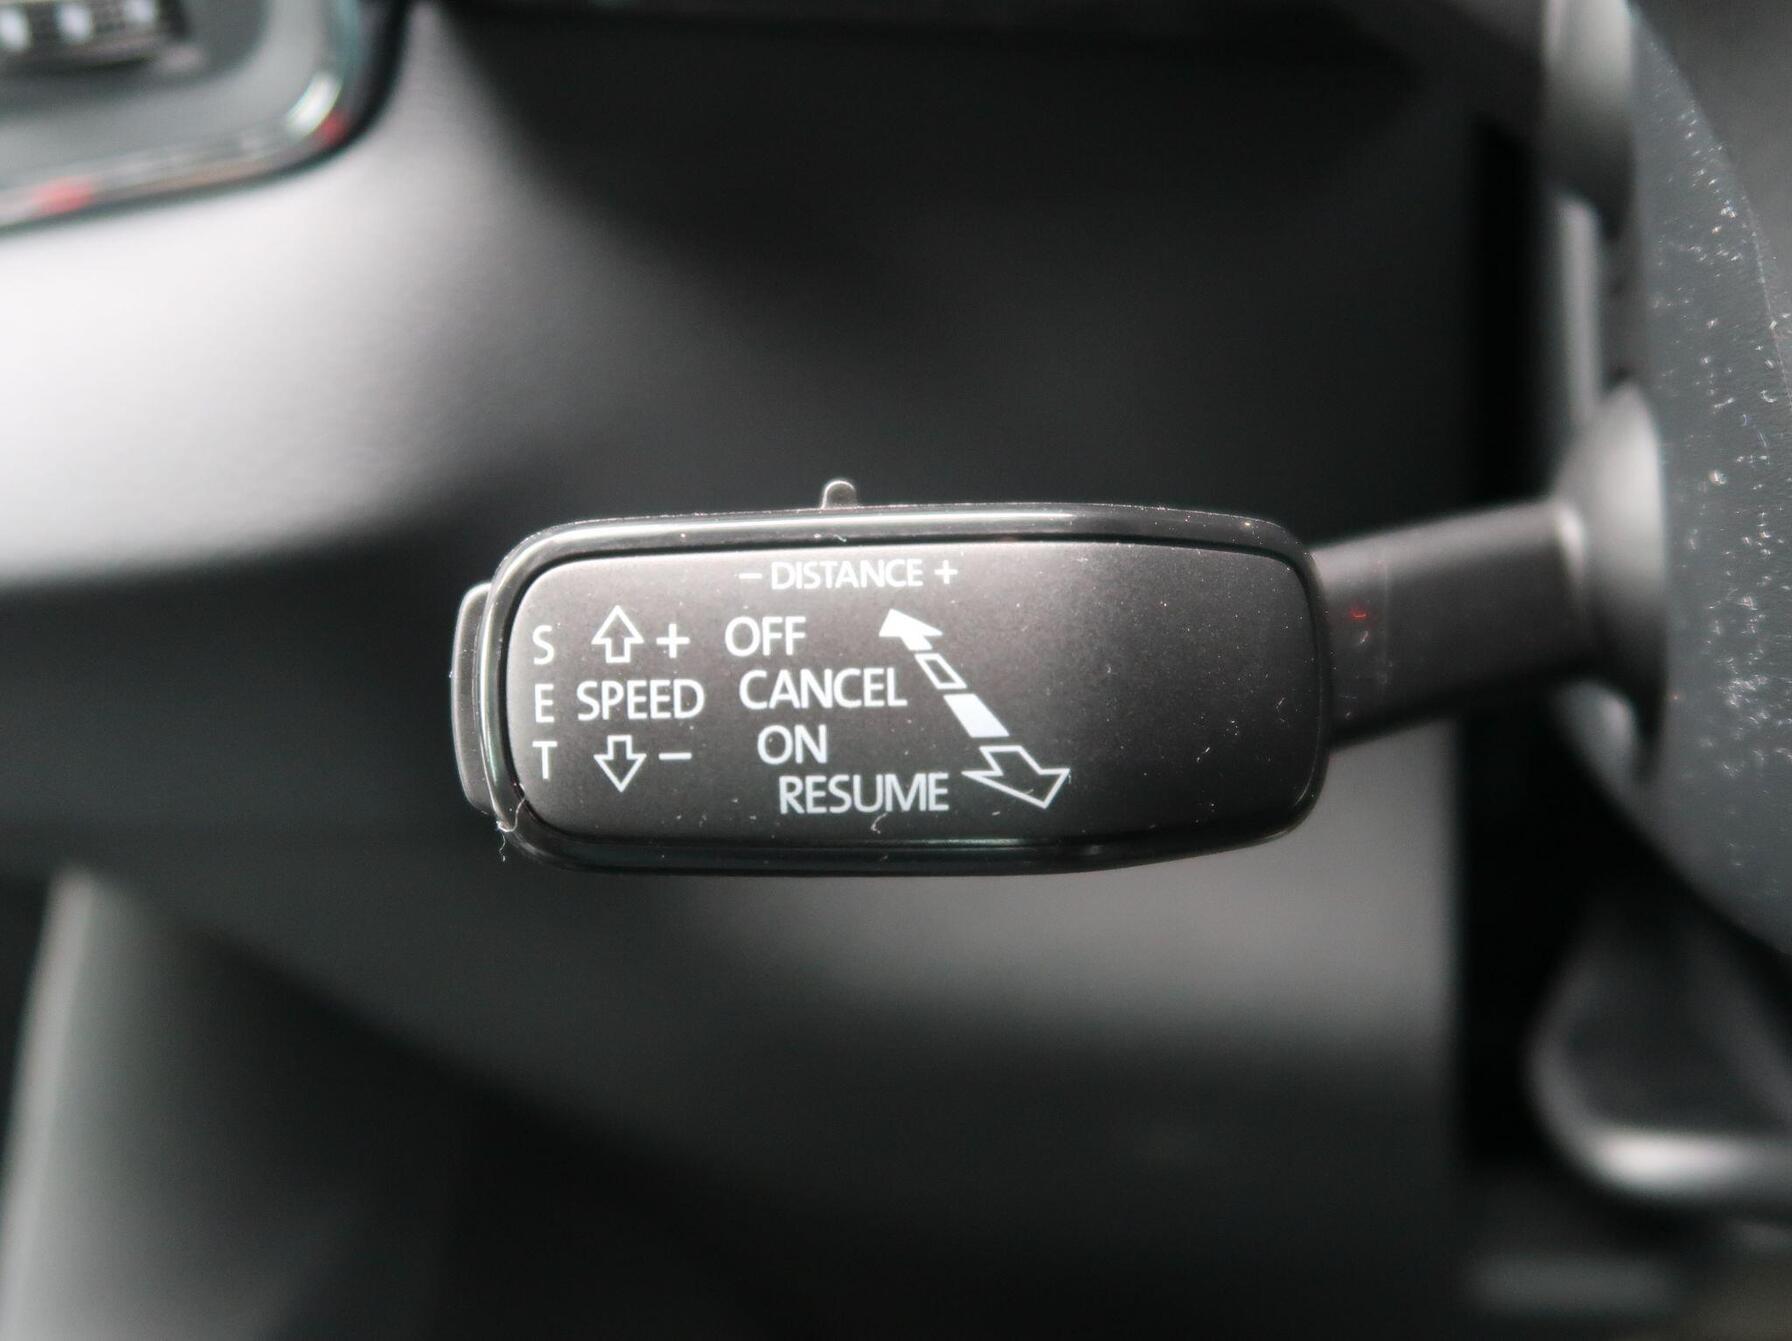 − DISTANCE +
S + OFF
E SPEED CANCEL
T − ON
RESUME